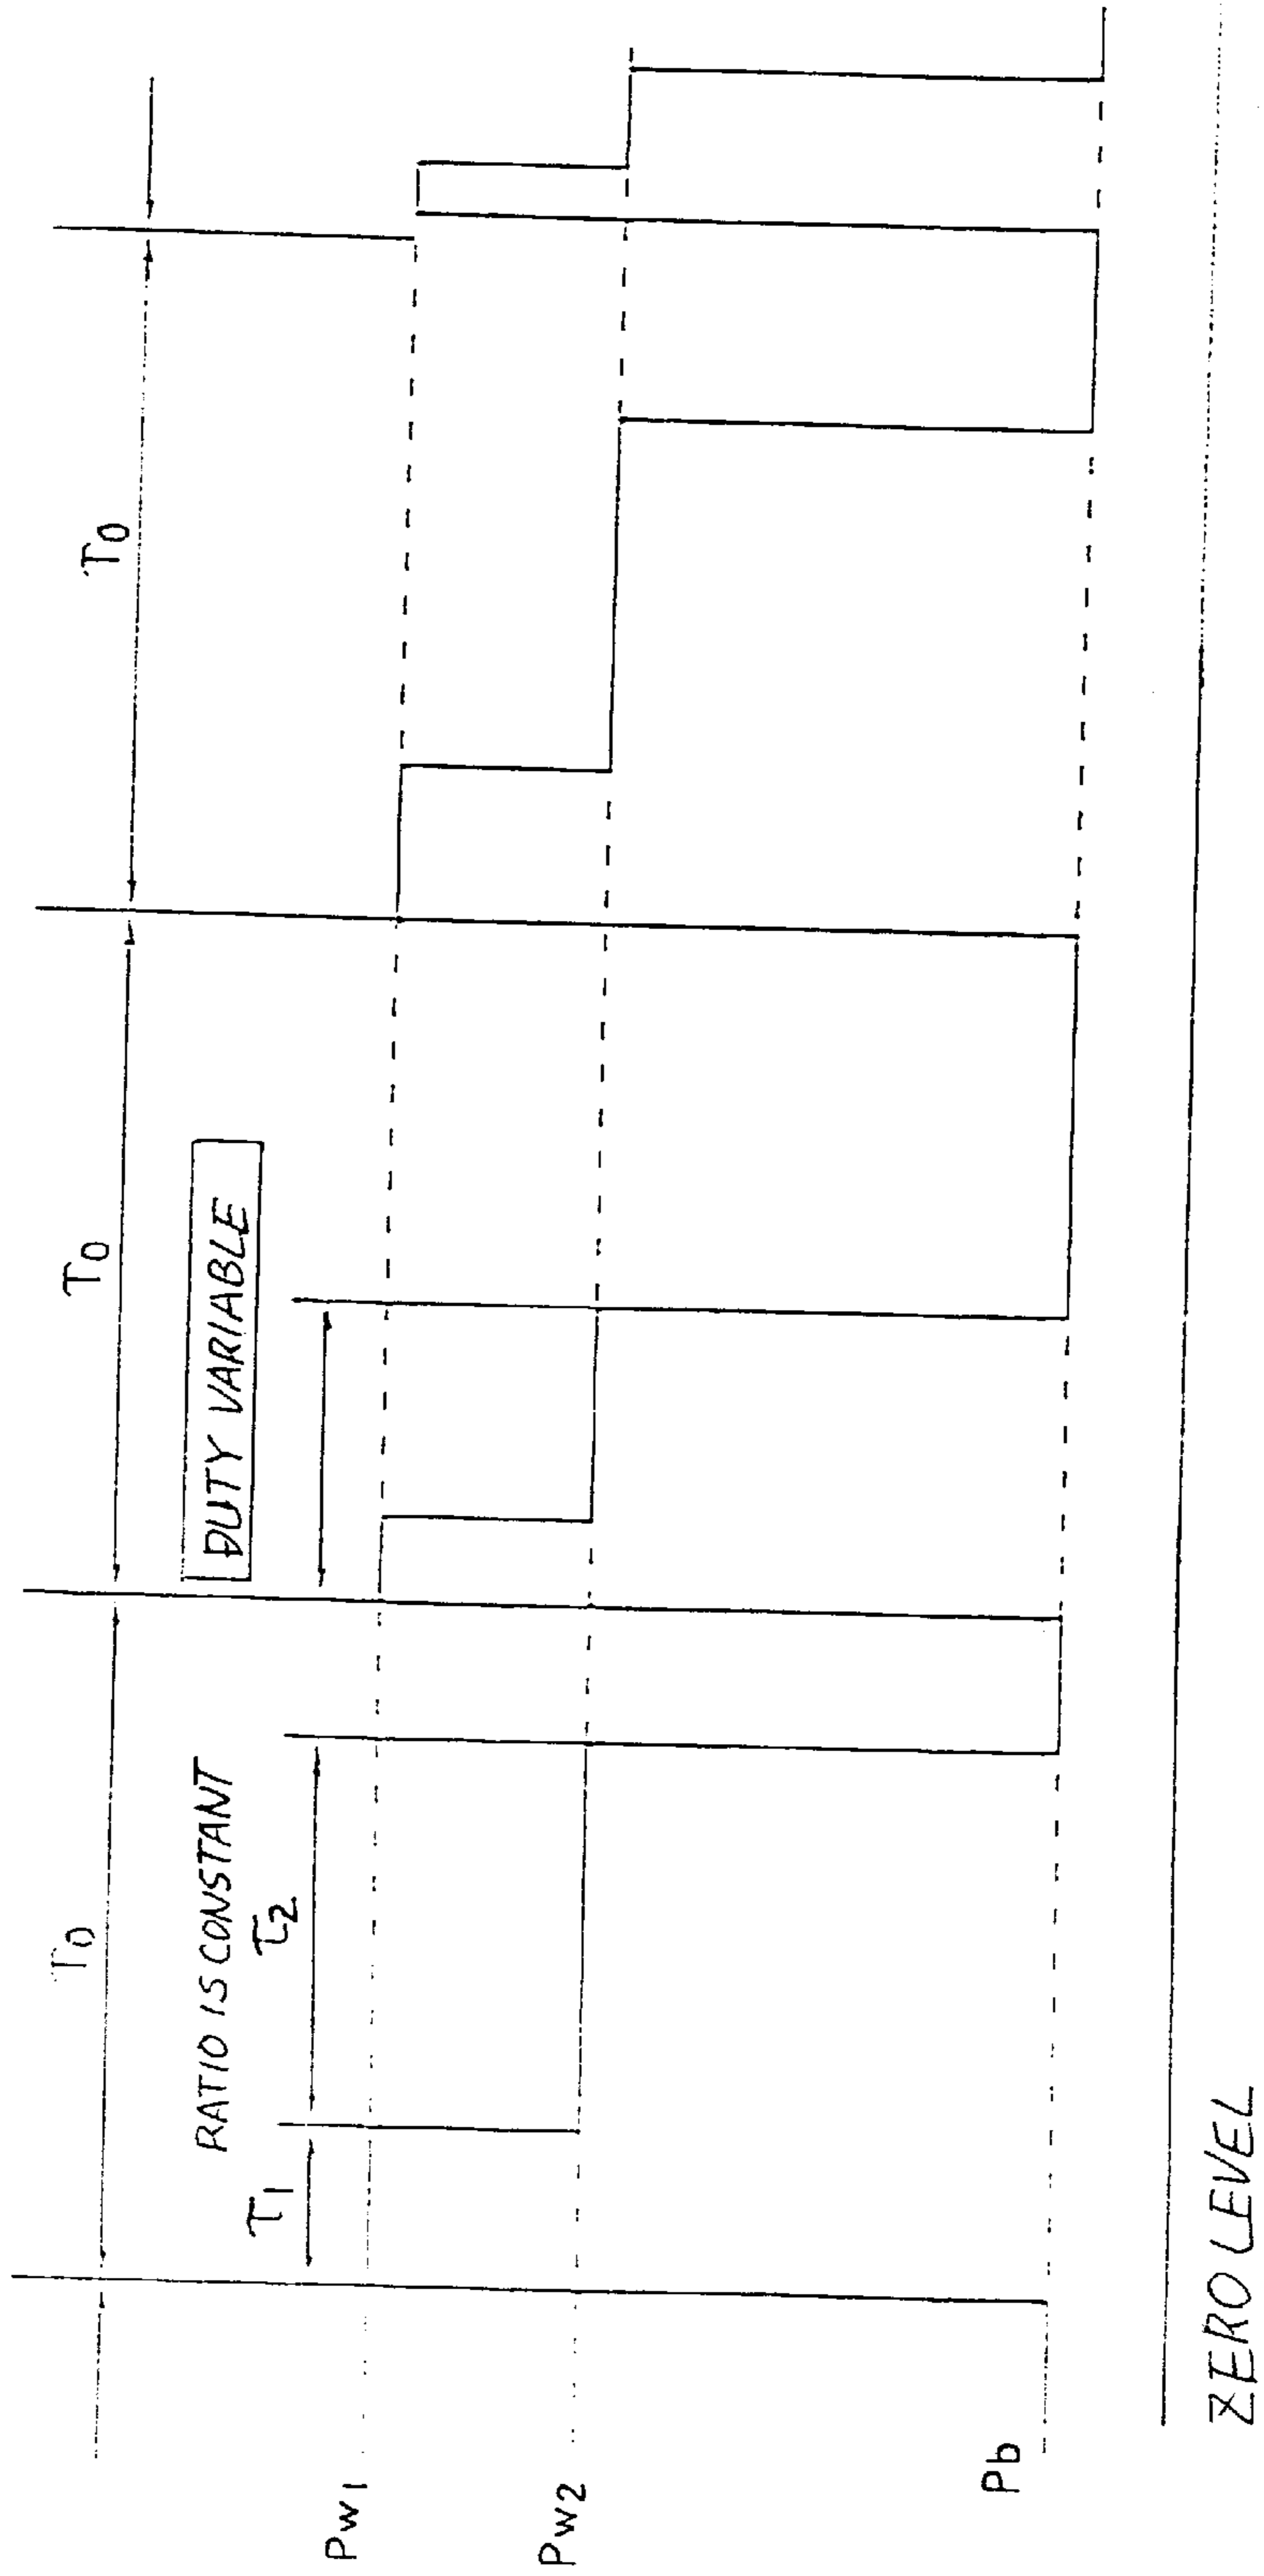 T0
T0
T0
RATIO IS CONSTANT
DUTY VARIABLE
τ1
τ2
Pw1
Pw2
Pb
ZERO LEVEL